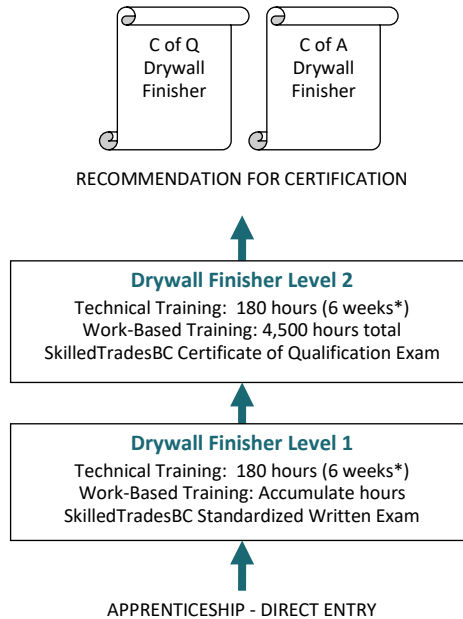 C of Q
Drywall
Finisher
C of A
Drywall
Finisher
RECOMMENDATION FOR CERTIFICATION
Drywall Finisher Level 2
Technical Training:  180 hours (6 weeks*)
Work-Based Training: 4,500 hours total
SkilledTradesBC Certificate of Qualification Exam
Drywall Finisher Level 1
Technical Training:  180 hours (6 weeks*)
Work-Based Training: Accumulate hours
SkilledTradesBC Standardized Written Exam
APPRENTICESHIP - DIRECT ENTRY